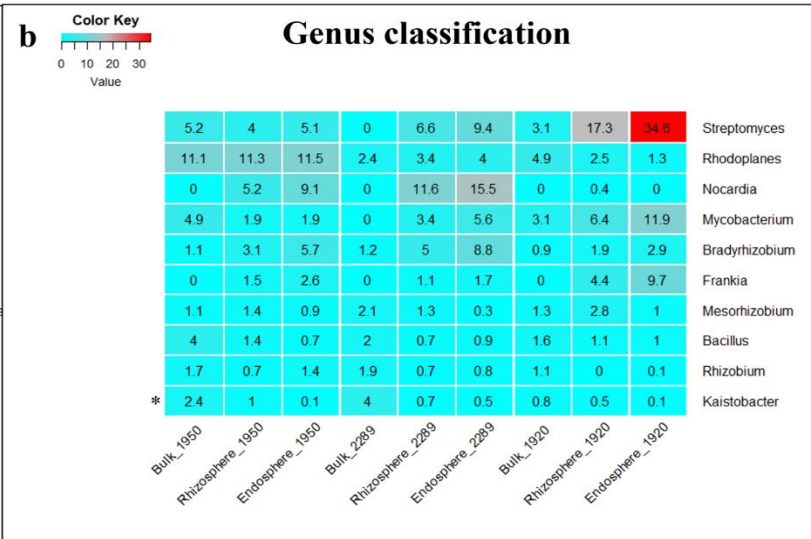 b
Color Key
0 10 20 30
Value
Genus classification
5.2 4 5.1 0 6.6 9.4 3.1 17.3 34.6 Streptomyces
11.1 11.3 11.5 2.4 3.4 4 4.9 2.5 1.3 Rhodoplanes
0 5.2 9.1 0 11.6 15.5 0 0.4 0 Nocardia
4.9 1.9 1.9 0 3.4 5.6 3.1 6.4 11.9 Mycobacterium
1.1 3.1 5.7 1.2 5 8.8 0.9 1.9 2.9 Bradyrhizobium
0 1.5 2.6 0 1.1 1.7 0 4.4 9.7 Frankia
1.1 1.4 0.9 2.1 1.3 0.3 1.3 2.8 1 Mesorhizobium
4 1.4 0.7 2 0.7 0.9 1.6 1.1 1 Bacillus
1.7 0.7 1.4 1.9 0.7 0.8 1.1 0 0.1 Rhizobium
* 2.4 1 0.1 4 0.7 0.5 0.8 0.5 0.1 Kaistobacter
Bulk_1950 Rhizosphere_1950 Endosphere_1950 Bulk_2289 Rhizosphere_2289 Endosphere_2289 Bulk_1920 Rhizosphere_1920 Endosphere_1920